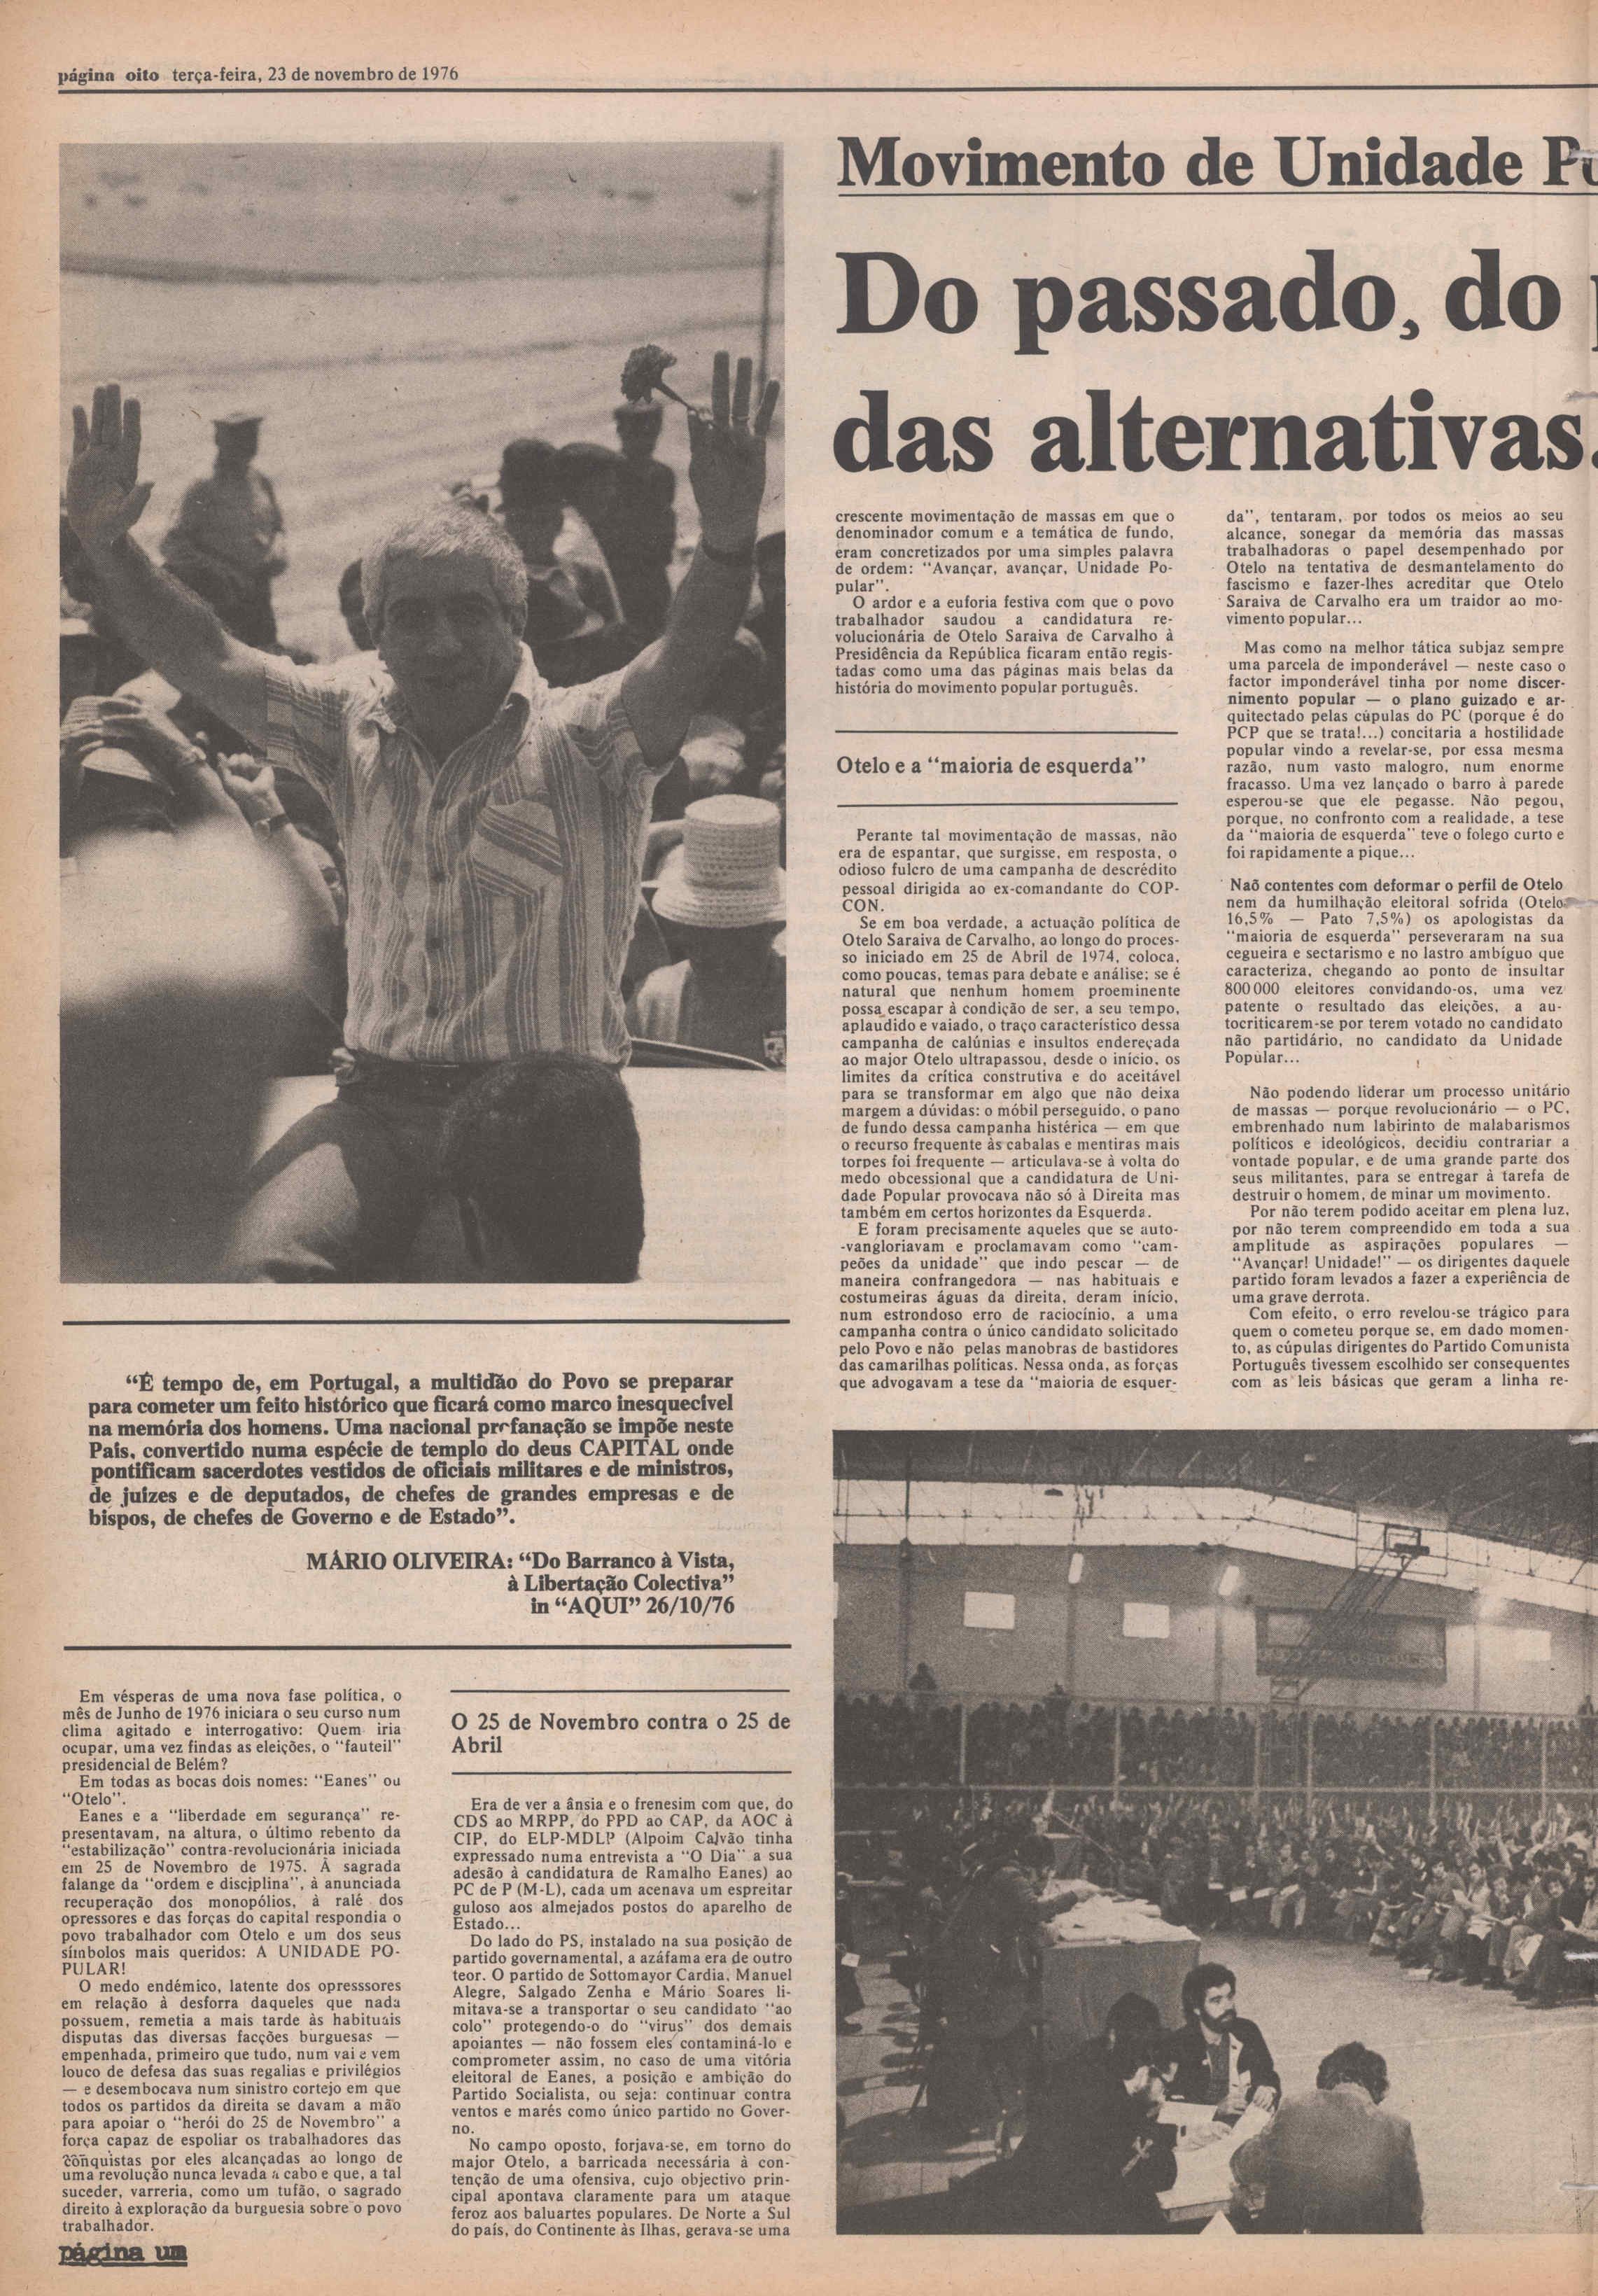 página oito terça-feira, 23 de novembro de 1976
Movimento de Unidade Po
Do passado, do
das alternativas.
"É tempo de, em Portugal, a multidão do Povo se preparar
para cometer um feito histórico que ficará como marco inesquecível
na memória dos homens. Uma nacional profanação se impõe neste
País, convertido numa espécie de templo do deus CAPITAL onde
pontificam sacerdotes vestidos de oficiais militares e de ministros,
de juízes e de deputados, de chefes de grandes empresas e de
bispos, de chefes de Governo e de Estado".
MÁRIO OLIVEIRA: "Do Barranco à Vista,
à Libertação Colectiva"
in "AQUI" 26/10/76
Em vésperas de uma nova fase política, o
mês de Junho de 1976 iniciara o seu curso num
clima agitado e interrogativo: Quem iria
ocupar, uma vez findas as eleições, o "fauteil"
presidencial de Belém?
Em todas as bocas dois nomes: "Eanes" ou
"Otelo".
Eanes e a "liberdade em segurança" re-
presentavam, na altura, o último rebento da
"estabilização" contra-revolucionária iniciada
em 25 de Novembro de 1975. À sagrada
falange da "ordem e disciplina", à anunciada
recuperação dos monopólios, à ralé dos
opressores e das forças do capital respondia o
povo trabalhador com Otelo e um dos seus
símbolos mais queridos: A UNIDADE PO-
PULAR!
O medo endémico, latente dos opresssores
em relação à desforra daqueles que nada
possuem, remetia a mais tarde às habituais
disputas das diversas facções burguesas —
empenhada, primeiro que tudo, num vai e vem
louco de defesa das suas regalias e privilégios
— e desembocava num sinistro cortejo em que
todos os partidos da direita se davam a mão
para apoiar o "herói do 25 de Novembro" a
força capaz de espoliar os trabalhadores das
conquistas por eles alcançadas ao longo de
uma revolução nunca levada a cabo e que, a tal
suceder, varreria, como um tufão, o sagrado
direito à exploração da burguesia sobre o povo
trabalhador.
página um
O 25 de Novembro contra o 25 de
Abril
Era de ver a ânsia e o frenesim com que, do
CDS ao MRPP, do PPD ao CAP, da AOC à
CIP, do ELP-MDLP (Alpoim Calvão tinha
expressado numa entrevista a "O Dia" a sua
adesão à candidatura de Ramalho Eanes) ao
PC de P (M-L), cada um acenava um espreitar
guloso aos almejados postos do aparelho de
Estado...
Do lado do PS, instalado na sua posição de
partido governamental, a azáfama era de outro
teor. O partido de Sottomayor Cardia, Manuel
Alegre, Salgado Zenha e Mário Soares li-
mitava-se a transportar o seu candidato "ao
colo" protegendo-o do "virus" dos demais
apoiantes — não fossem eles contaminá-lo e
comprometer assim, no caso de uma vitória
eleitoral de Eanes, a posição e ambição do
Partido Socialista, ou seja: continuar contra
ventos e marés como único partido no Gover-
no.
No campo oposto, forjava-se, em torno do
major Otelo, a barricada necessária à con-
tenção de uma ofensiva, cujo objectivo prin-
cipal apontava claramente para um ataque
feroz aos baluartes populares. De Norte a Sul
do país, do Continente às Ilhas, gerava-se uma
crescente movimentação de massas em que o
denominador comum e a temática de fundo,
eram concretizados por uma simples palavra
de ordem: "Avançar, avançar, Unidade Po-
pular".
O ardor e a euforia festiva com que o povo
trabalhador saudou a candidatura re-
volucionária de Otelo Saraiva de Carvalho à
Presidência da República ficaram então regis-
tadas como uma das páginas mais belas da
história do movimento popular português.
Otelo e a "maioria de esquerda"
Perante tal movimentação de massas, não
era de espantar, que surgisse, em resposta, o
odioso fulcro de uma campanha de descrédito
pessoal dirigida ao ex-comandante do COP-
CON.
Se em boa verdade, a actuação política de
Otelo Saraiva de Carvalho, ao longo do proces-
so iniciado em 25 de Abril de 1974, coloca,
como poucas, temas para debate e análise; se é
natural que nenhum homem proeminente
possa escapar à condição de ser, a seu tempo,
aplaudido e vaiado, o traço característico dessa
campanha de calúnias e insultos endereçada
ao major Otelo ultrapassou, desde o início, os
limites da crítica construtiva e do aceitável
para se transformar em algo que não deixa
margem a dúvidas: o móbil perseguido, o pano
de fundo dessa campanha histérica — em que
o recurso frequente às cabalas e mentiras mais
torpes foi frequente — articulava-se à volta do
medo obcessional que a candidatura de Uni-
dade Popular provocava não só à Direita mas
também em certos horizontes da Esquerda.
E foram precisamente aqueles que se auto-
-vangloriavam e proclamavam como "cam-
peões da unidade" que indo pescar — de
maneira confrangedora — nas habituais e
costumeiras águas da direita, deram início,
num estrondoso erro de raciocínio, a uma
campanha contra o único candidato solicitado
pelo Povo e não pelas manobras de bastidores
das camarilhas políticas. Nessa onda, as forças
que advogavam a tese da "maioria de esquer-
da", tentaram, por todos os meios ao seu
alcance, sonegar da memória das massas
trabalhadoras o papel desempenhado por
Otelo na tentativa de desmantelamento do
fascismo e fazer-lhes acreditar que Otelo
Saraiva de Carvalho era um traidor ao mo-
vimento popular...
Mas como na melhor tática subjaz sempre
uma parcela de imponderável — neste caso o
factor imponderável tinha por nome discer-
nimento popular — o plano guizado e ar-
quitectado pelas cúpulas do PC (porque é do
PCP que se trata!...) concitaria a hostilidade
popular vindo a revelar-se, por essa mesma
razão, num vasto malogro, num enorme
fracasso. Uma vez lançado o barro à parede
esperou-se que ele pegasse. Não pegou,
porque, no confronto com a realidade, a tese
da "maioria de esquerda" teve o folego curto e
foi rapidamente a pique...
Naõ contentes com deformar o perfil de Otelo
nem da humilhação eleitoral sofrida (Otelo
16,5% — Pato 7,5%) os apologistas da
"maioria de esquerda" perseveraram na sua
cegueira e sectarismo e no lastro ambíguo que
caracteriza, chegando ao ponto de insultar
800 000 eleitores convidando-os, uma vez
patente o resultado das eleições, a au-
tocriticarem-se por terem votado no candidato
não partidário, no candidato da Unidade
Popular...
Não podendo liderar um processo unitário
de massas — porque revolucionário — o PC,
embrenhado num labirinto de malabarismos
políticos e ideológicos, decidiu contrariar a
vontade popular, e de uma grande parte dos
seus militantes, para se entregar à tarefa de
destruir o homem, de minar um movimento.
Por não terem podido aceitar em plena luz,
por não terem compreendido em toda a sua
amplitude as aspirações populares —
"Avançar! Unidade!" — os dirigentes daquele
partido foram levados a fazer a experiência de
uma grave derrota.
Com efeito, o erro revelou-se trágico para
quem o cometeu porque se, em dado momen-
to, as cúpulas dirigentes do Partido Comunista
Português tivessem escolhido ser consequentes
com as leis básicas que geram a linha re-